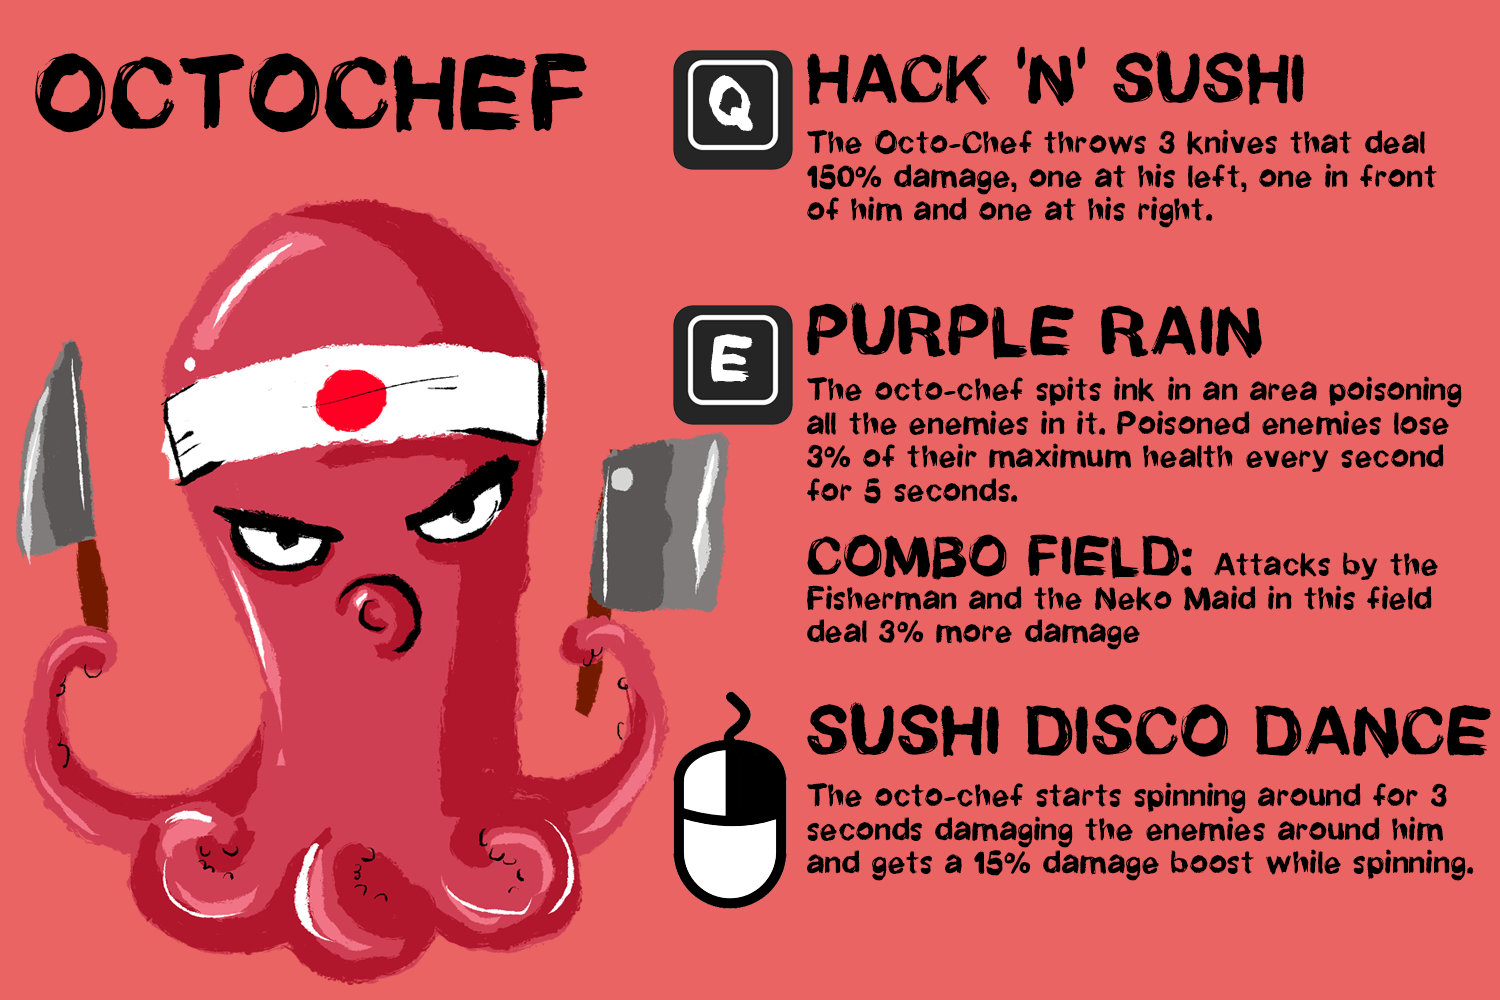 OCTOCHEF
Q
HACK 'N' SUSHI
The Octo-Chef throws 3 knives that deal
150% damage, one at his left, one in front
of him and one at his right.
E
PURPLE RAIN
The octo-chef spits ink in an area poisoning
all the enemies in it. Poisoned enemies lose
3% of their maximum health every second
for 5 seconds.
COMBO FIELD: Attacks by the
Fisherman and the Neko Maid in this field
deal 3% more damage
SUSHI DISCO DANCE
The octo-chef starts spinning around for 3
seconds damaging the enemies around him
and gets a 15% damage boost while spinning.